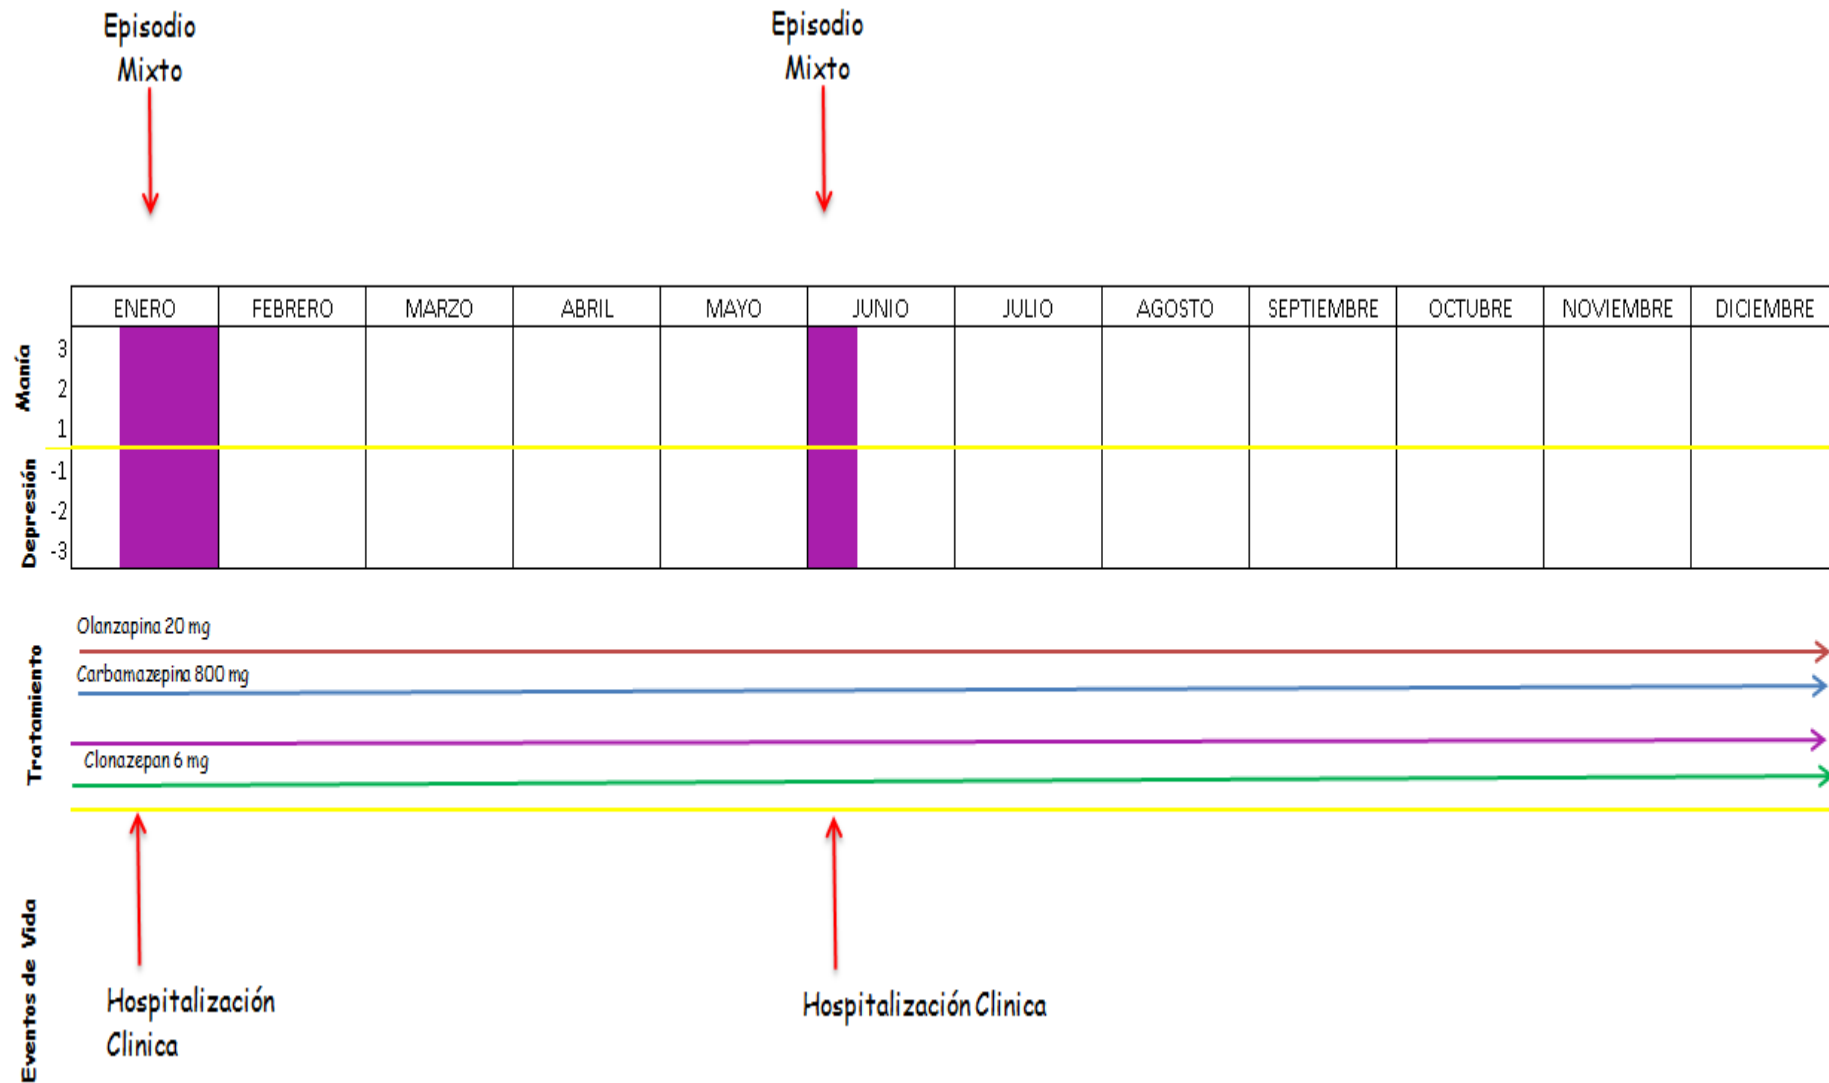 Episodio
Mixto
Episodio
Mixto
ENERO FEBRERO MARZO ABRIL MAYO JUNIO JULIO AGOSTO SEPTIEMBRE OCTUBRE NOVIEMBRE DICIEMBRE
Manía
3
2
1
Depresión
-1
-2
-3
Tratamiento
Olanzapina 20 mg
Carbamazepina 800 mg
Clonazepan 6 mg
Eventos de Vida
Hospitalización
Clinica
Hospitalización Clinica